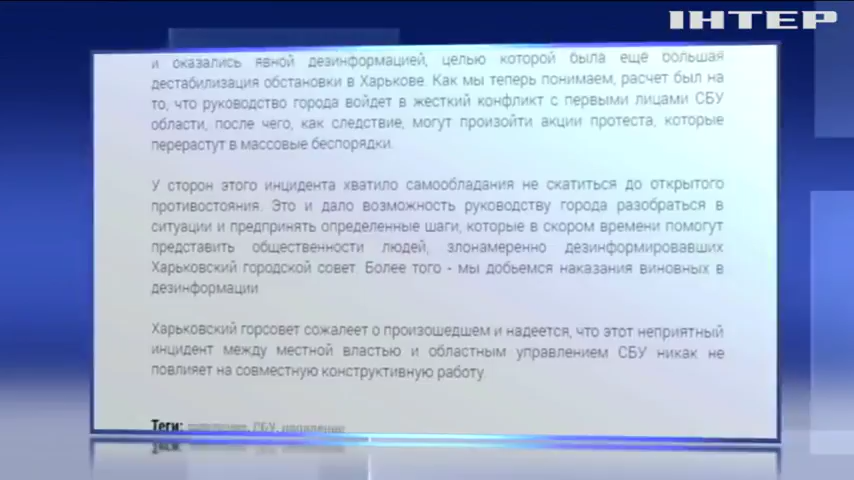 ІНТЕР
и оказались явной дезинформацией, целью которой была еще большая
дестабилизация обстановки в Харькове. Как мы теперь понимаем, расчет был на
то, что руководство города войдет в жесткий конфликт с первыми лицами СБУ
области, после чего, как следствие, могут произойти акции протеста, которые
перерастут в массовые беспорядки.
У сторон этого инцидента хватило самообладания не скатиться до открытого
противостояния. Это и дало возможность руководству города разобраться в
ситуации и предпринять определенные шаги, которые в скором времени помогут
представить общественности людей, злонамеренно дезинформировавших
Харьковский городской совет. Более того - мы добьемся наказания виновных в
дезинформации.
Харьковский горсовет сожалеет о произошедшем и надеется, что этот неприятный
инцидент между местной властью и областным управлением СБУ никак не
повлияет на совместную конструктивную работу.
Теги: СБУ,